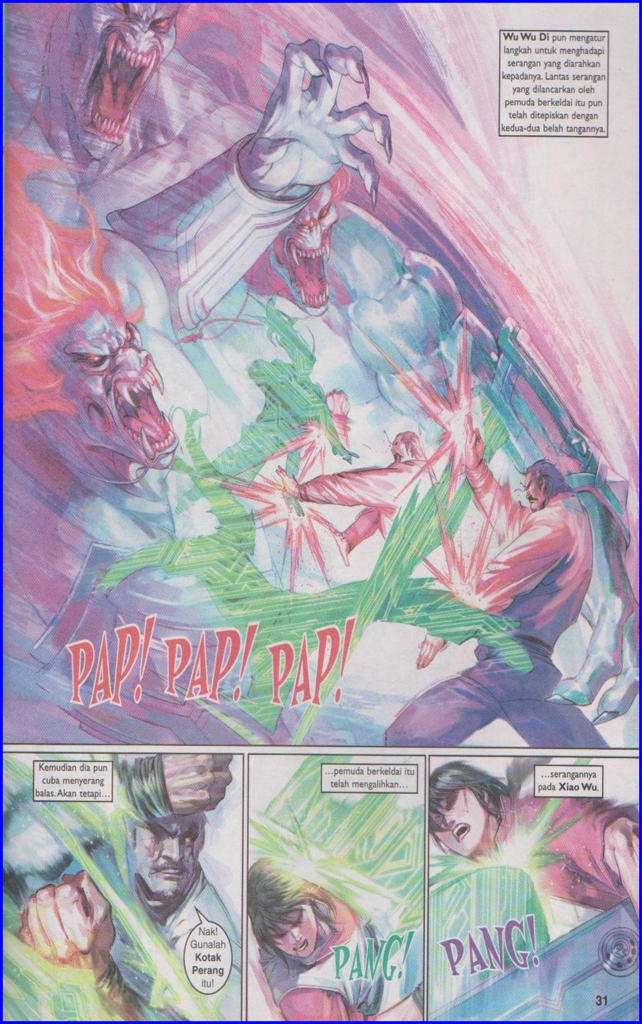 Wu Wu Di pun mengatur
langkah untuk menghadapi
serangan yang diarahkan
kepadanya. Lantas serangan
yang dilancarkan oleh
pemuda berkeldai itu pun
telah ditepiskan dengan
kedua-dua belah tangannya.
PAP! PAP! PAP!
Kemudian dia pun
cuba menyerang
balas. Akan tetapi...
Nak!
Gunalah
Kotak
Perang
itu!
...pemuda berkeldai itu
telah mengalihkan...
PANG!
...serangannya
pada Xiao Wu.
PANG!
31